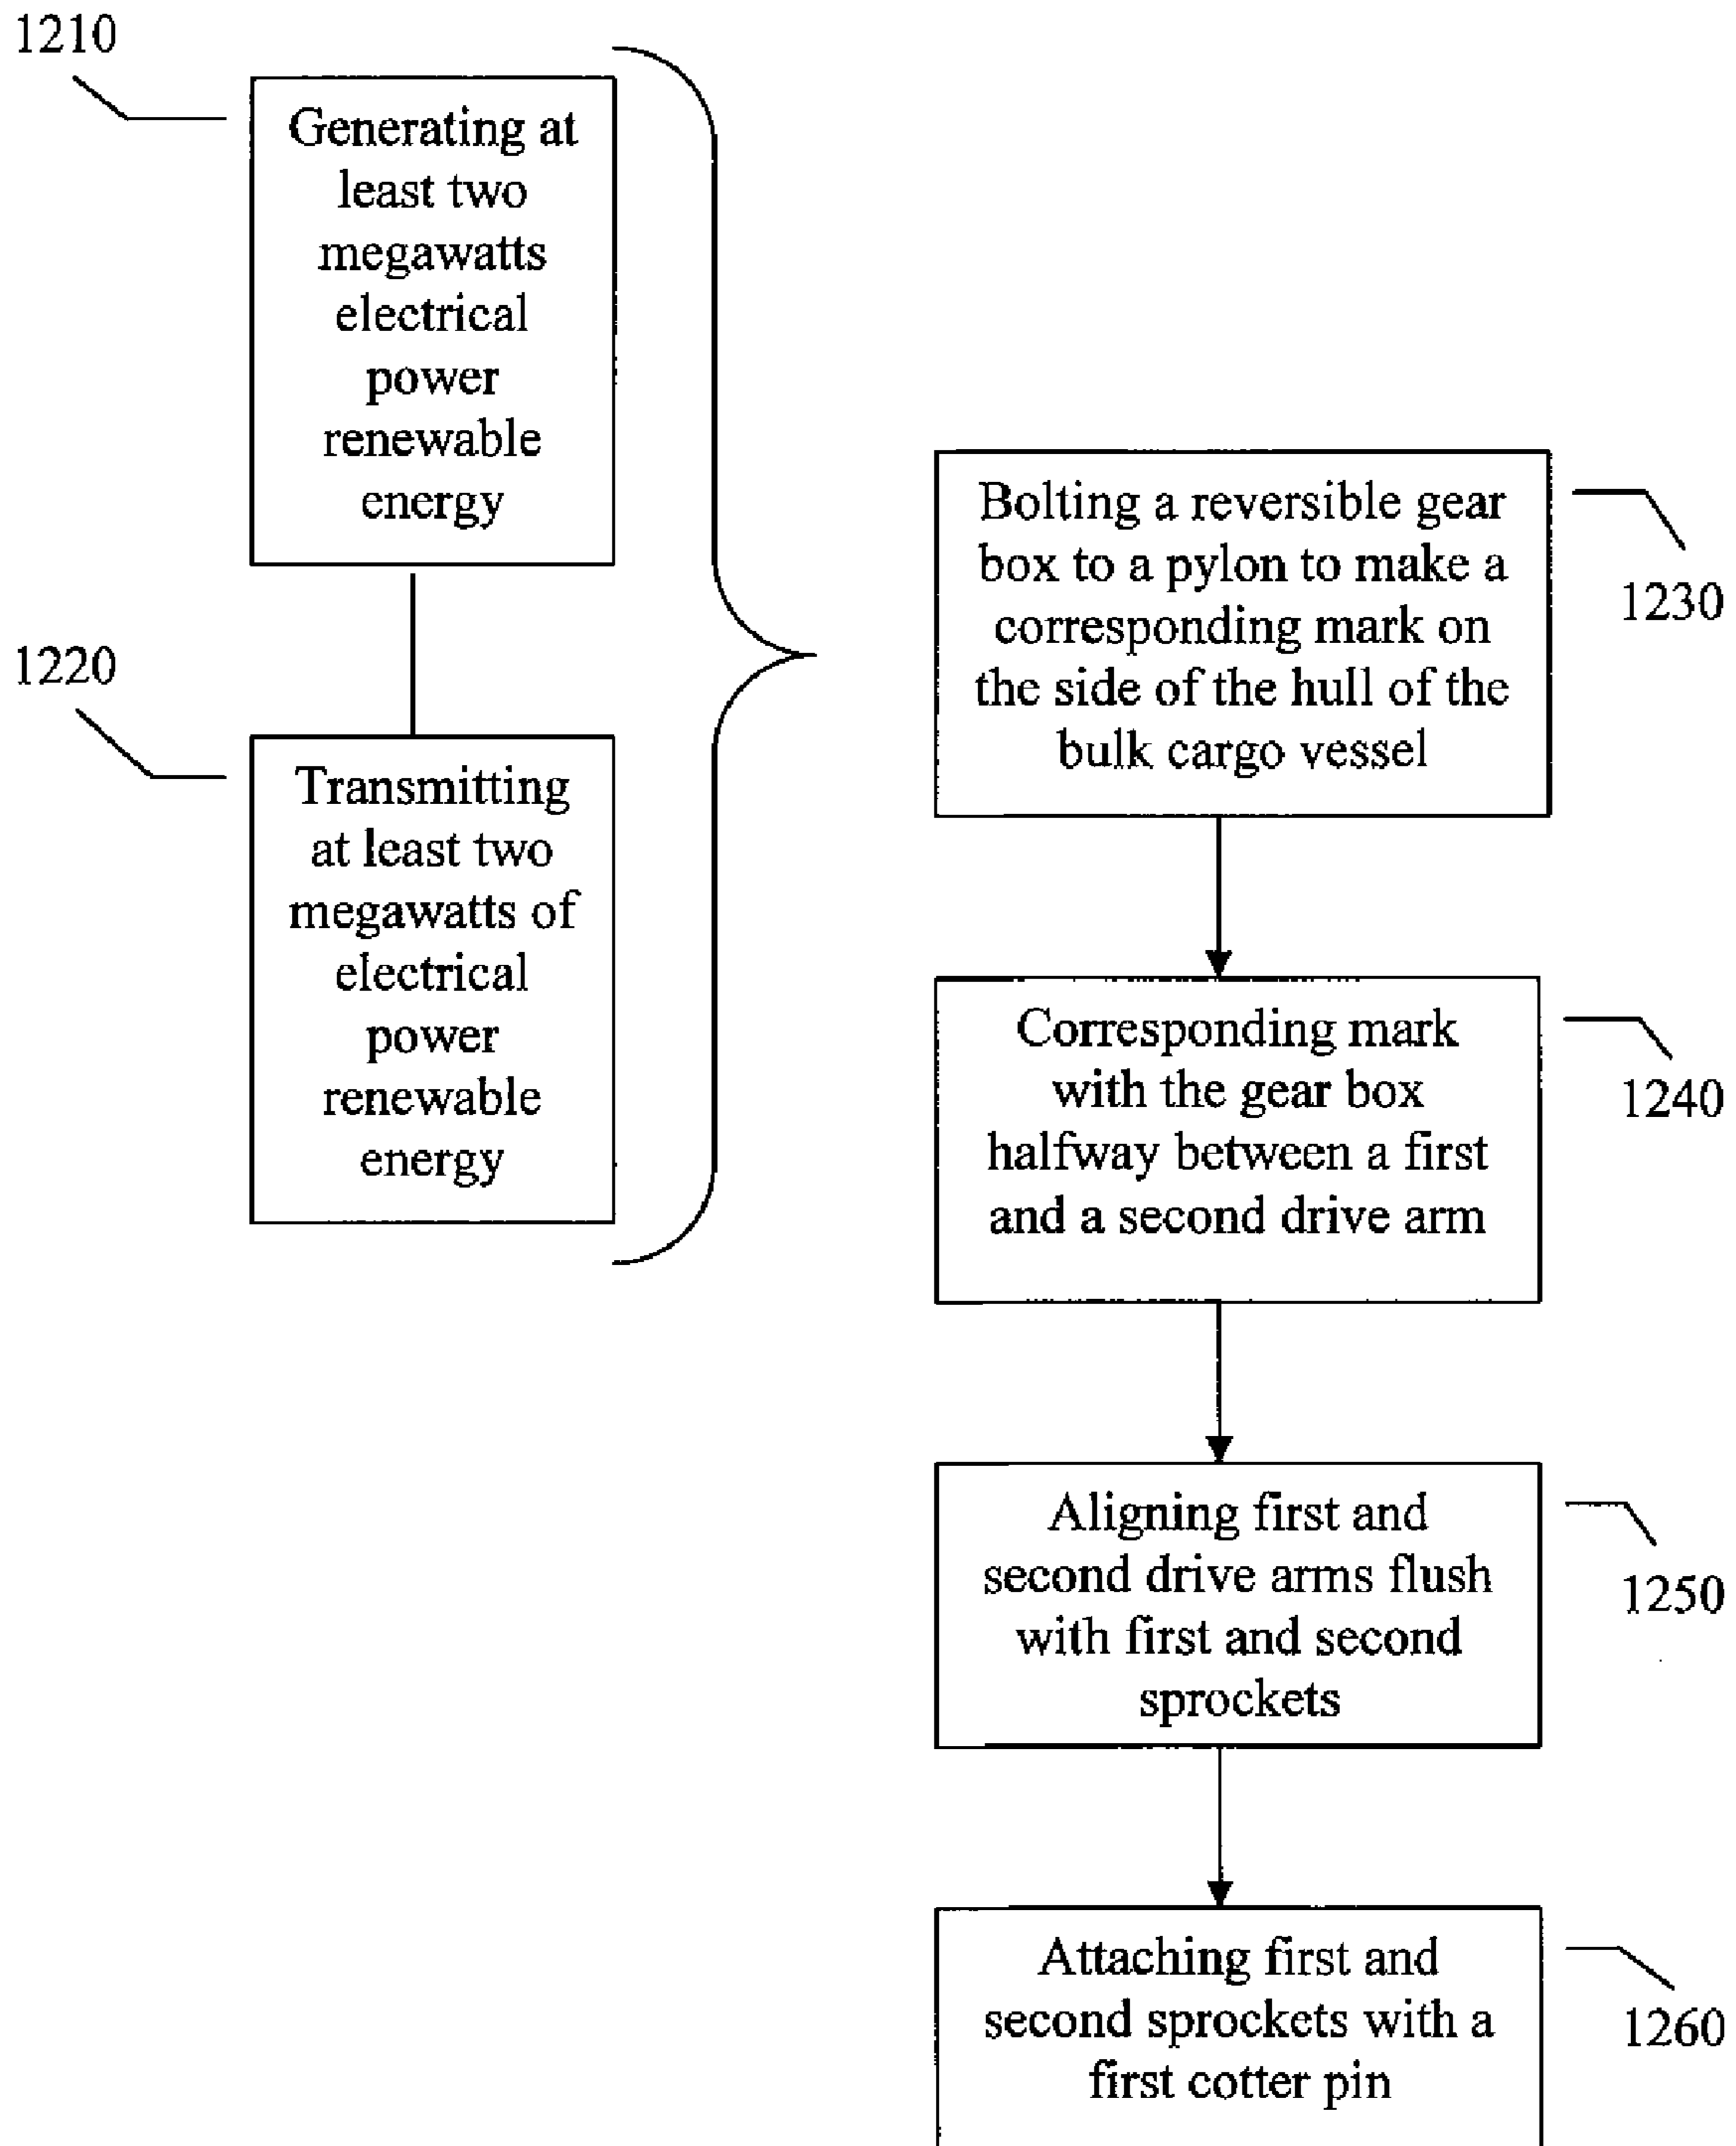 1210
Generating at
least two
megawatts
electrical
power
renewable
energy
1220
Transmitting
at least two
megawatts of
electrical
power
renewable
energy
Bolting a reversible gear
box to a pylon to make a
corresponding mark on
the side of the hull of the
bulk cargo vessel
1230
Corresponding mark
with the gear box
halfway between a first
and a second drive arm
1240
Aligning first and
second drive arms flush
with first and second
sprockets
1250
Attaching first and
second sprockets with a
first cotter pin
1260